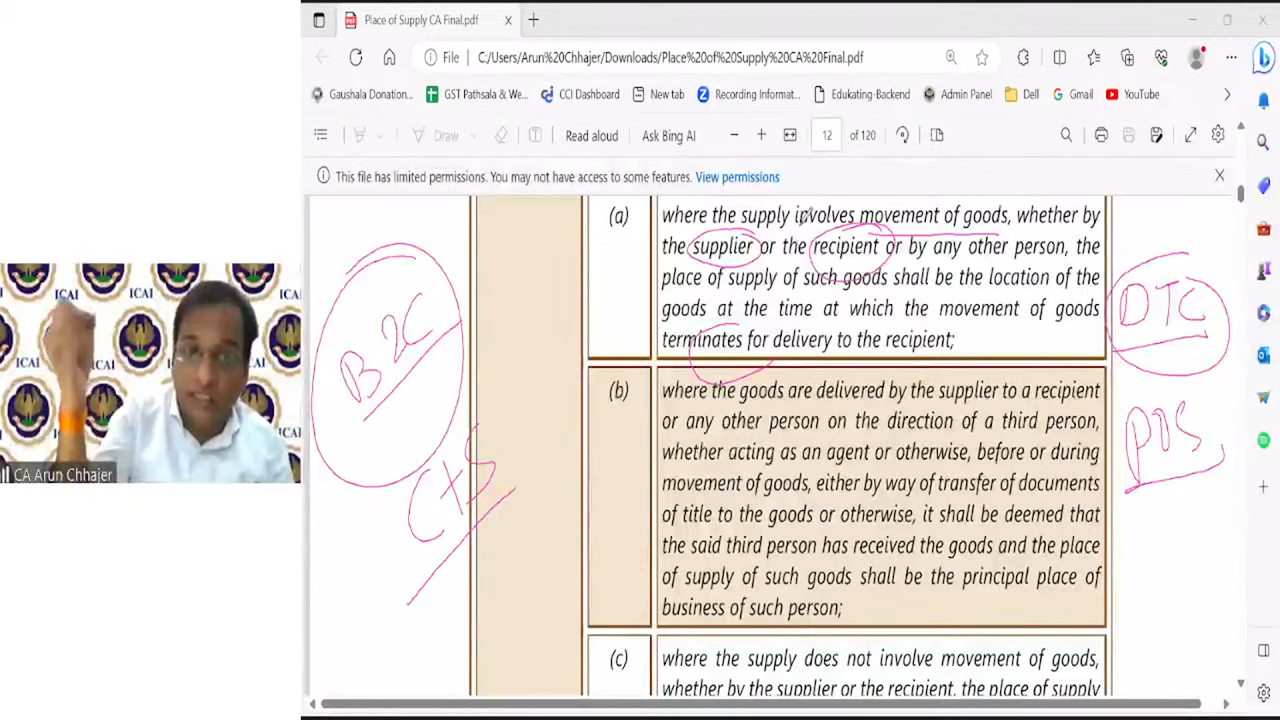 Place of Supply CA Final.pdf
File
C:/Users/Arun%20Chhajer/Downloads/Place%20of%20Supply%20CA%20Final.pdf
Gaushala Donation...
GST Pathsala & We...
CCI Dashboard
New tab
Recording Informat...
Edukating-Backend
Admin Panel
Dell
Gmail
YouTube
Draw
Read aloud
Ask Bing AI
12
of 120
This file has limited permissions. You may not have access to some features. View permissions
(a)
where the supply involves movement of goods, whether by
the supplier or the recipient or by any other person, the
place of supply of such goods shall be the location of the
goods at the time at which the movement of goods
terminates for delivery to the recipient;
(b)
where the goods are delivered by the supplier to a recipient
or any other person on the direction of a third person,
whether acting as an agent or otherwise, before or during
movement of goods, either by way of transfer of documents
of title to the goods or otherwise, it shall be deemed that
the said third person has received the goods and the place
of supply of such goods shall be the principal place of
business of such person;
(c)
where the supply does not involve movement of goods,
whether by the supplier or the recipient, the place of supply
B2C
C+S
DTC
POS
ICAI
ICAI
ICAI
ICAI
ICAI
CA Arun Chhajer